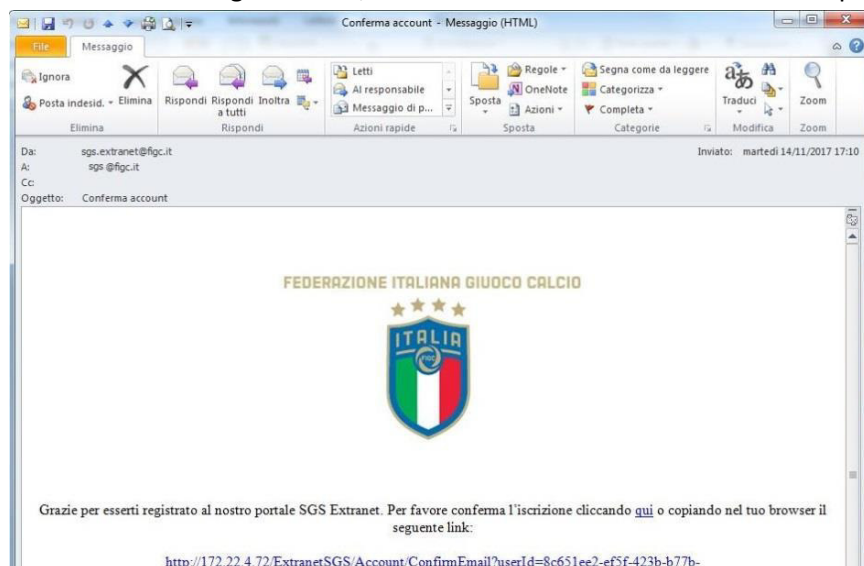 Conferma account - Messaggio (HTML)
File Messaggio
Ignora
Posta indesid.
Elimina
Rispondi
Rispondi a tutti
Inoltra
Letti
Al responsabile
Messaggio di p...
Sposta
Regole
OneNote
Azioni
Segna come da leggere
Categorizza
Completa
Traduci
Zoom
Elimina Rispondi Azioni rapide Sposta Categorie Modifica Zoom
Da: sgs.extranet@figc.it Inviato: martedì 14/11/2017 17:10
A: sgs @figc.it
Cc:
Oggetto: Conferma account
FEDERAZIONE ITALIANA GIUOCO CALCIO
ITALIA
FIGC
Grazie per esserti registrato al nostro portale SGS Extranet. Per favore conferma l'iscrizione cliccando qui o copiando nel tuo browser il
seguente link:
http://172.22.4.72/ExtranetSGS/Account/ConfirmEmail?userId=8c651ee2-ef5f-423b-b77b-